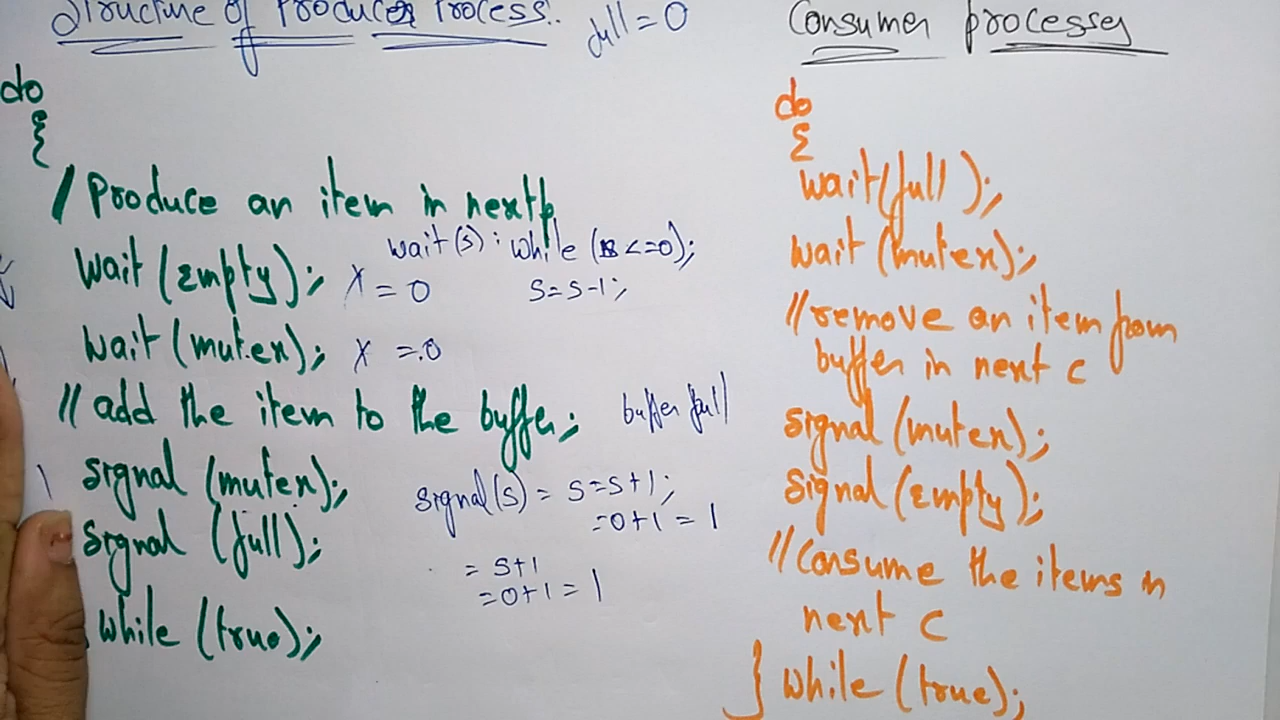 Structure of Producer Process:.
full = 0
do
{
/ Produce an item in nextp
wait(s) : while (s <= 0);
s = s-1;
wait (Empty); X = 0
wait (mutex); X = 0
// add the item to the buffer;
buffer full
signal (mutex);
signal(s) = s = s+1;
= 0+1 = 1
signal (full);
= s+1
= 0+1 = 1
while (true);
Consumer processes
do
{
wait(full);
wait (mutex);
//remove an item from
buffer in next c
signal (mutex);
signal (Empty);
//Consume the items in
next c
} while (true);